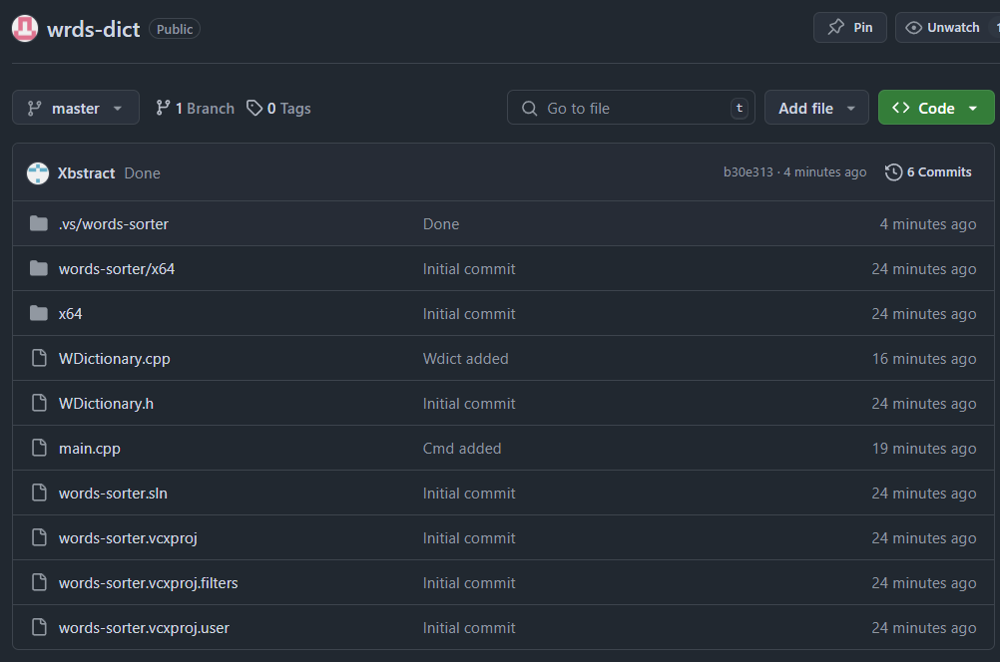 wrds-dict Public Pin Unwatch 1
master 1 Branch 0 Tags Go to file t Add file <> Code
Xbstract Done b30e313 · 4 minutes ago 6 Commits
.vs/words-sorter Done 4 minutes ago
words-sorter/x64 Initial commit 24 minutes ago
x64 Initial commit 24 minutes ago
WDictionary.cpp Wdict added 16 minutes ago
WDictionary.h Initial commit 24 minutes ago
main.cpp Cmd added 19 minutes ago
words-sorter.sln Initial commit 24 minutes ago
words-sorter.vcxproj Initial commit 24 minutes ago
words-sorter.vcxproj.filters Initial commit 24 minutes ago
words-sorter.vcxproj.user Initial commit 24 minutes ago